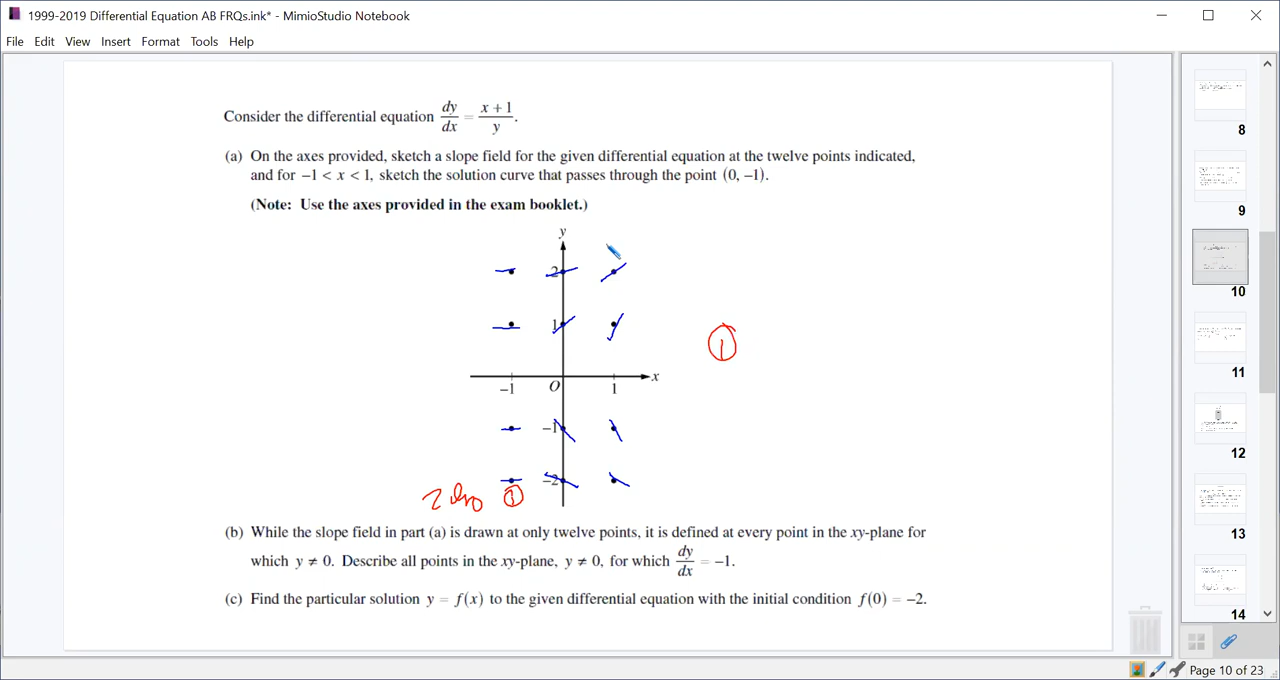 1999-2019 Differential Equation AB FRQs.ink* - MimioStudio Notebook
File Edit View Insert Format Tools Help
Consider the differential equation dy/dx = x + 1/y.
(a) On the axes provided, sketch a slope field for the given differential equation at the twelve points indicated,
and for −1 < x < 1, sketch the solution curve that passes through the point (0, −1).
(Note: Use the axes provided in the exam booklet.)
y
2
1
1
−1 O 1 x
−1
−2
1
(b) While the slope field in part (a) is drawn at only twelve points, it is defined at every point in the xy-plane for
which y ≠ 0. Describe all points in the xy-plane, y ≠ 0, for which dy/dx = −1.
(c) Find the particular solution y = f(x) to the given differential equation with the initial condition f(0) = −2.
8
9
10
11
12
13
14
Page 10 of 23